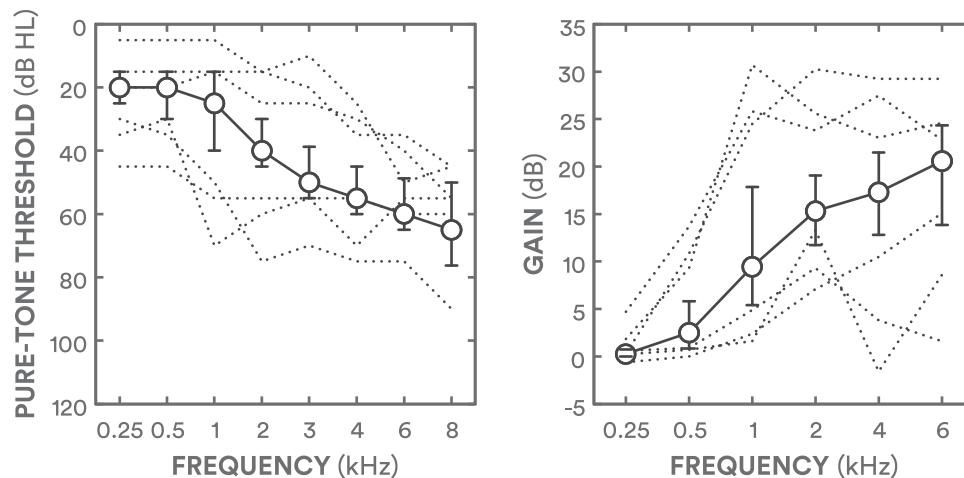 PURE-TONE THRESHOLD (dB HL)
0
20
40
60
80
100
120
0.25 0.5 1 2 3 4 6 8
FREQUENCY (kHz)
GAIN (dB)
35
30
25
20
15
10
5
0
-5
0.25 0.5 1 2 4 6
FREQUENCY (kHz)